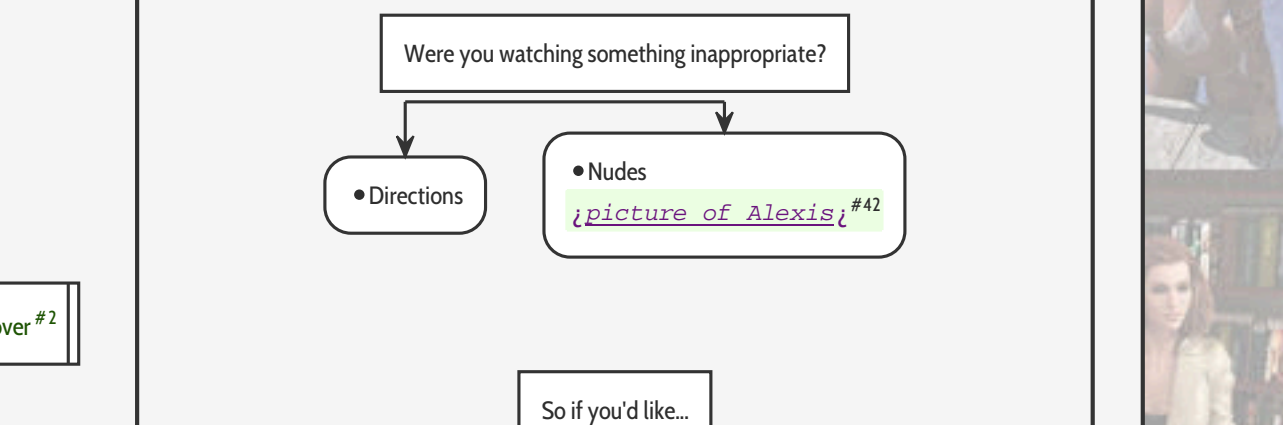 Were you watching something inappropriate?
●Directions
●Nudes
¿picture of Alexis¿#42
over #2
So if you'd like...